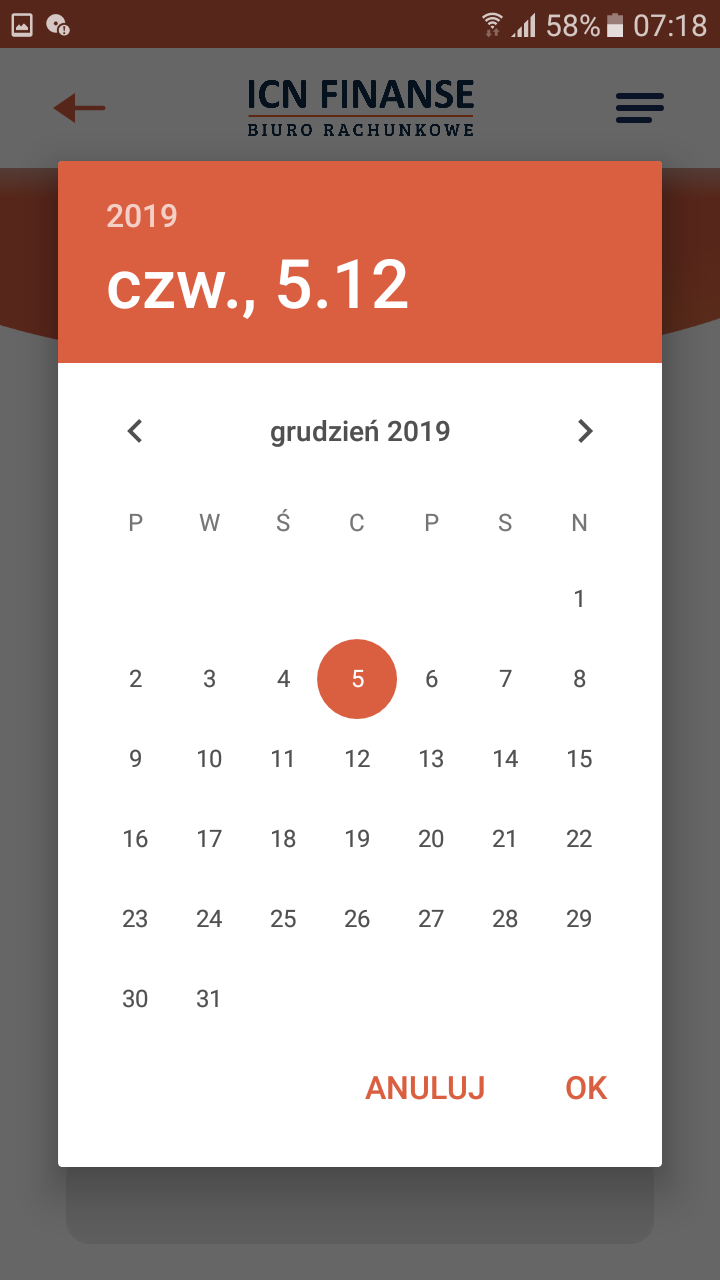 58% 07:18
ICN FINANSE
BIURO RACHUNKOWE
2019
czw., 5.12
grudzień 2019
P W Ś C P S N
1
2 3 4 5 6 7 8
9 10 11 12 13 14 15
16 17 18 19 20 21 22
23 24 25 26 27 28 29
30 31
ANULUJ OK